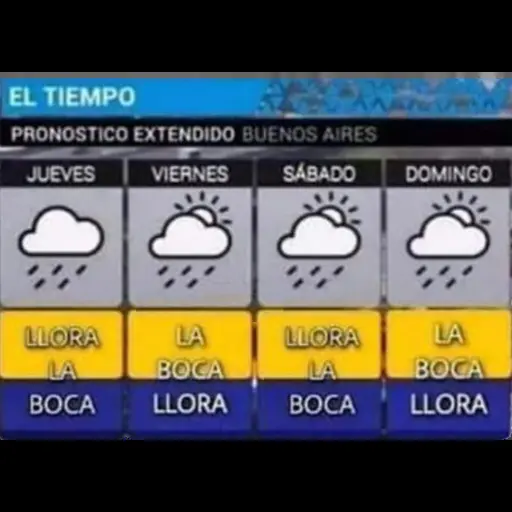 EL TIEMPO
PRONOSTICO EXTENDIDO BUENOS AIRES
JUEVES VIERNES SÁBADO DOMINGO
LLORA LA LLORA LA
LA BOCA LA BOCA
BOCA LLORA BOCA LLORA